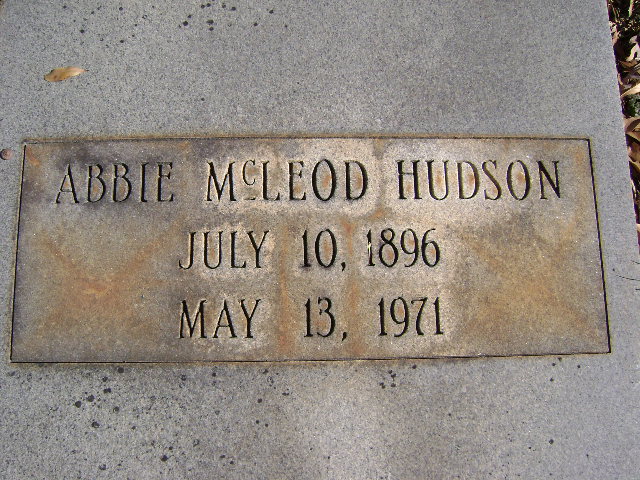 ABBIE McLEOD HUDSON
JULY 10, 1896
MAY 13, 1971